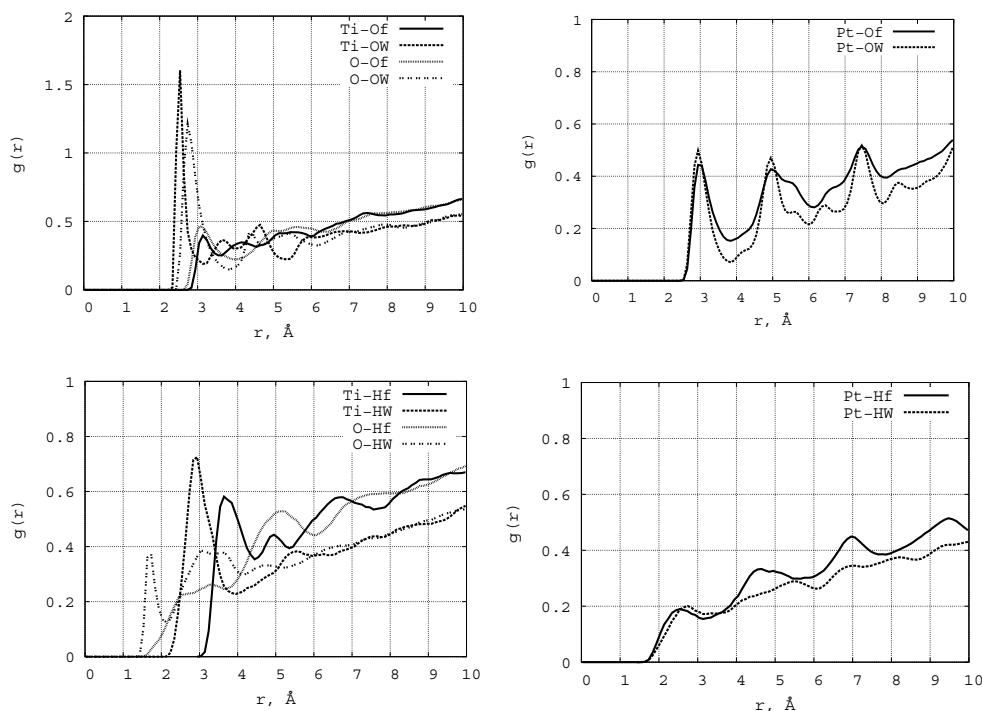 2
1.5
1
0.5
0
g(r)
Ti-Of
Ti-OW
O-Of
O-OW
0 1 2 3 4 5 6 7 8 9 10
r, Å
1
0.8
0.6
0.4
0.2
0
g(r)
Pt-Of
Pt-OW
0 1 2 3 4 5 6 7 8 9 10
r, Å
1
0.8
0.6
0.4
0.2
0
g(r)
Ti-Hf
Ti-HW
O-Hf
O-HW
0 1 2 3 4 5 6 7 8 9 10
r, Å
1
0.8
0.6
0.4
0.2
0
g(r)
Pt-Hf
Pt-HW
0 1 2 3 4 5 6 7 8 9 10
r, Å